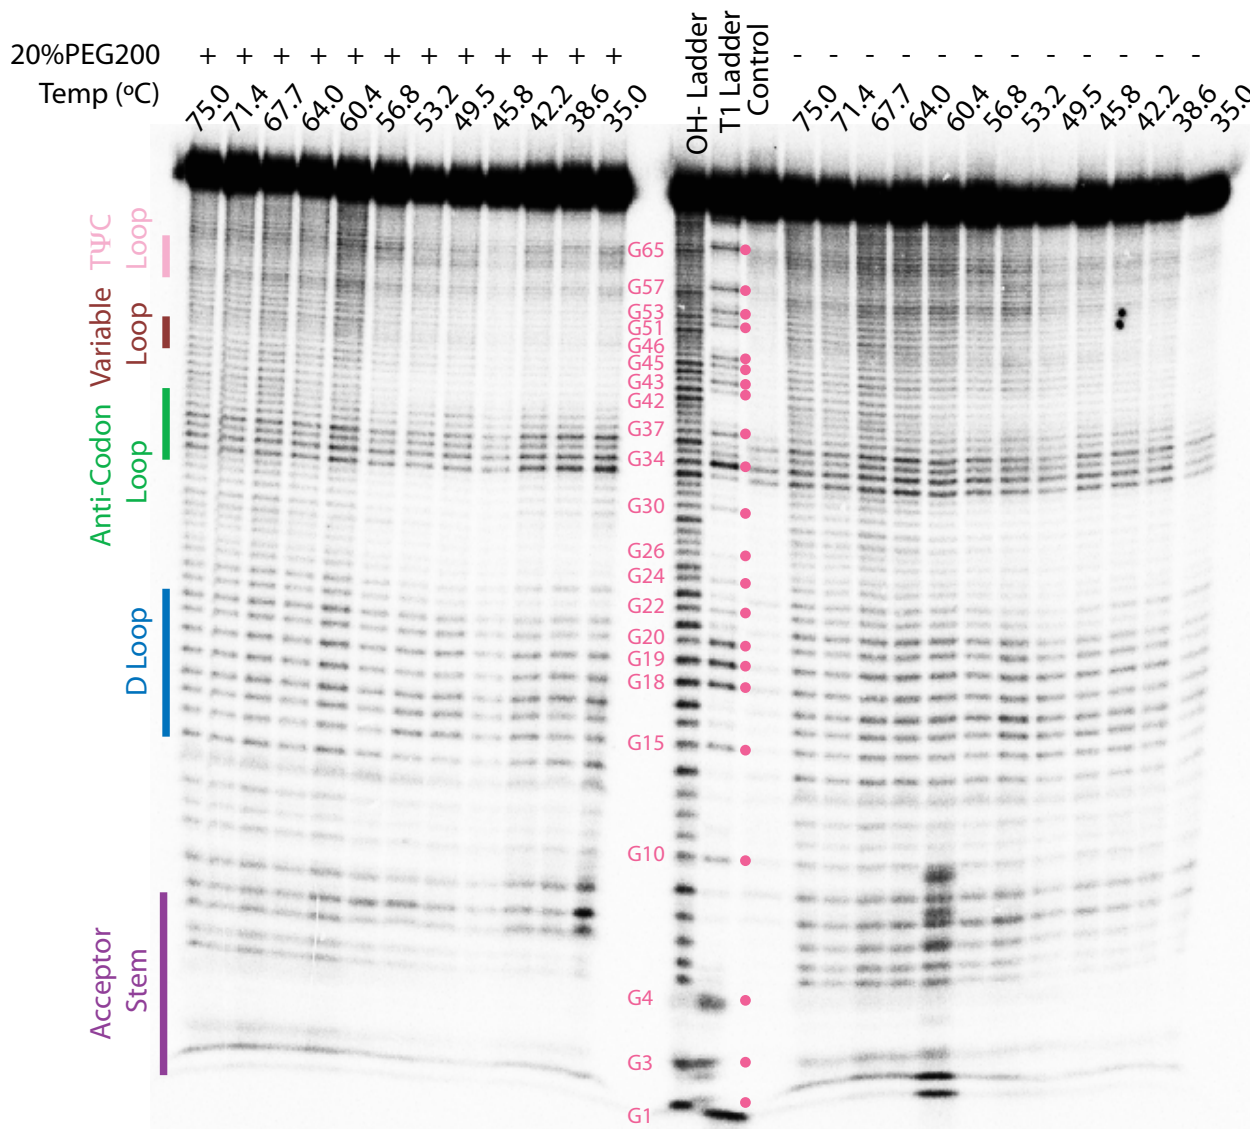 20%PEG200 + + + + + + + + + + + + OH- Ladder T1 Ladder Control - - - - - - - - - - - -
Temp (ºC) 75.0 71.4 67.7 64.0 60.4 56.8 53.2 49.5 45.8 42.2 38.6 35.0 75.0 71.4 67.7 64.0 60.4 56.8 53.2 49.5 45.8 42.2 38.6 35.0
TΨC
Loop
Variable
Loop
Anti-Codon
Loop
D Loop
Acceptor
Stem
G65
G57
G53
G51
G46
G45
G43
G42
G37
G34
G30
G26
G24
G22
G20
G19
G18
G15
G10
G4
G3
G1